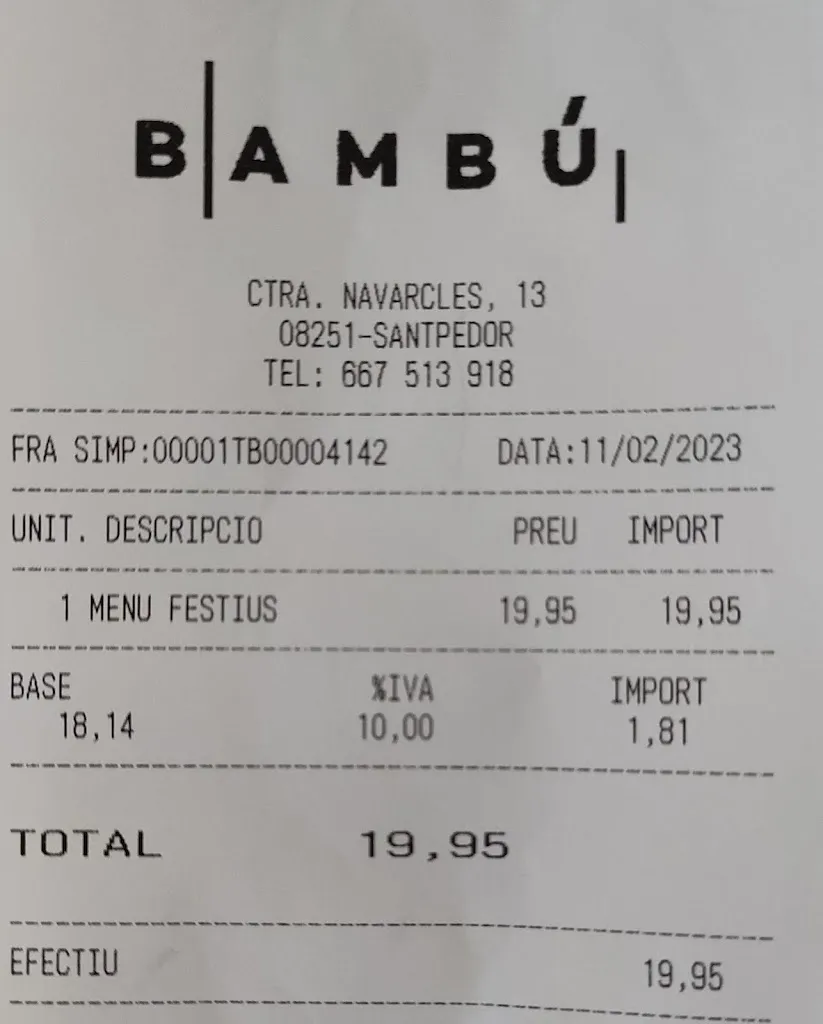 BAMBÚ
CTRA. NAVARCLES, 13
08251-SANTPEDOR
TEL: 667 513 918
FRA SIMP:00001TB00004142 DATA:11/02/2023
UNIT. DESCRIPCIO PREU IMPORT
1 MENU FESTIUS 19,95 19,95
BASE %IVA IMPORT
18,14 10,00 1,81
TOTAL 19,95
EFECTIU 19,95